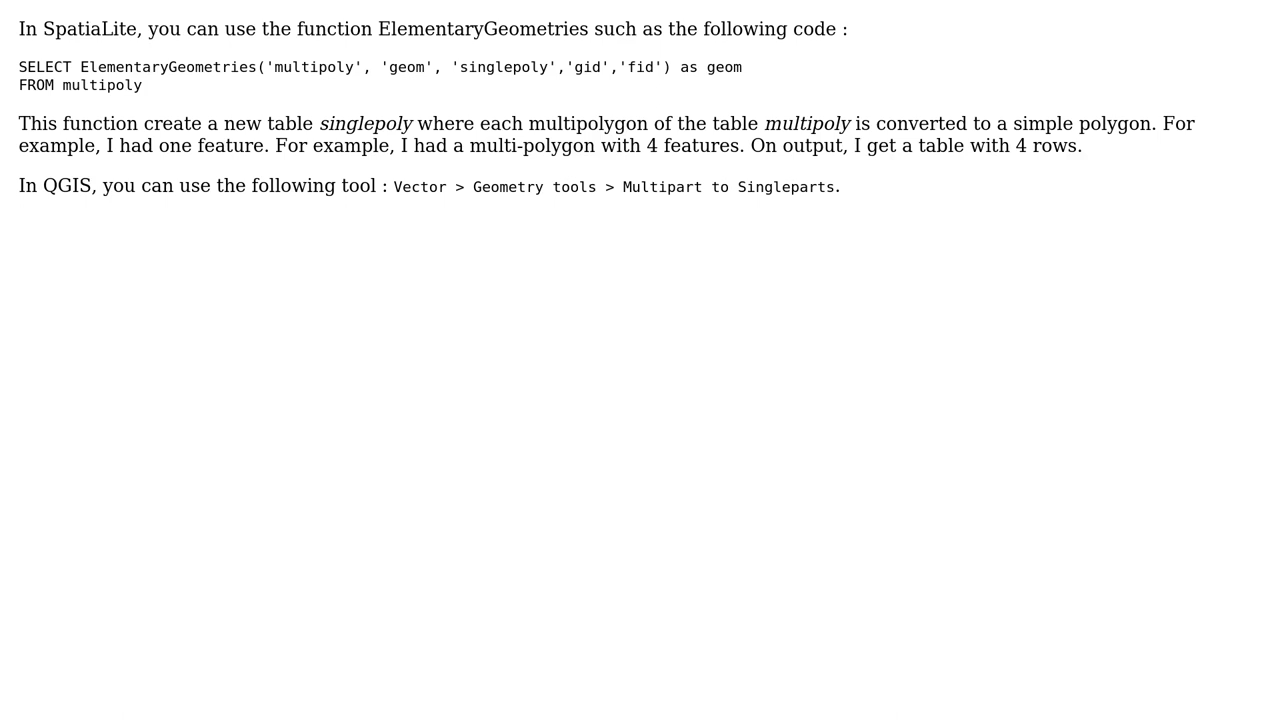 In SpatiaLite, you can use the function ElementaryGeometries such as the following code :
SELECT ElementaryGeometries('multipoly', 'geom', 'singlepoly','gid','fid') as geom
FROM multipoly
This function create a new table singlepoly where each multipolygon of the table multipoly is converted to a simple polygon. For
example, I had one feature. For example, I had a multi-polygon with 4 features. On output, I get a table with 4 rows.
In QGIS, you can use the following tool : Vector > Geometry tools > Multipart to Singleparts.